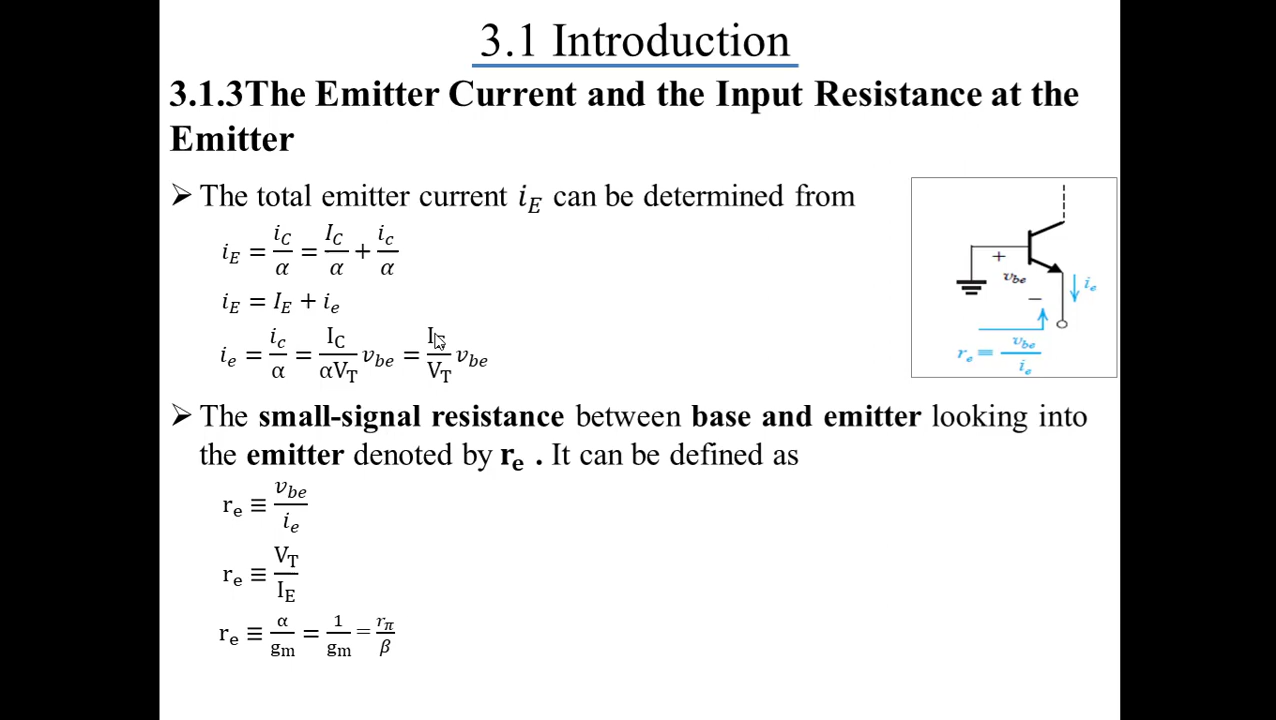 3.1 Introduction
3.1.3The Emitter Current and the Input Resistance at the
Emitter
➢ The total emitter current i_E can be determined from
i_E = i_C/α = I_C/α + i_c/α
i_E = I_E + i_e
i_e = i_c/α = I_C/αV_T v_be = I/V_T v_be
+
v_be
−
i_e
r_e = v_be/i_e
➢ The small-signal resistance between base and emitter looking into
the emitter denoted by r_e . It can be defined as
r_e ≡ v_be/i_e
r_e ≡ V_T/I_E
r_e ≡ α/g_m = 1/g_m = r_π/β